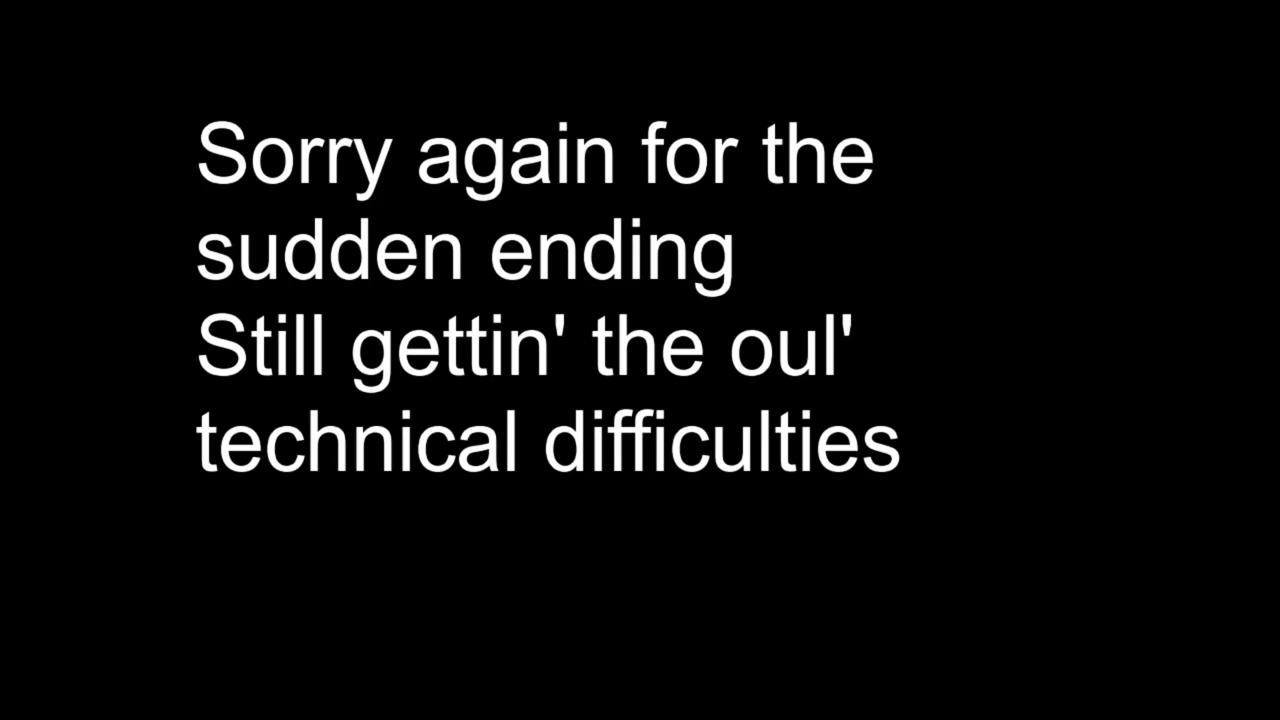 Sorry again for the
sudden ending
Still gettin' the oul'
technical difficulties